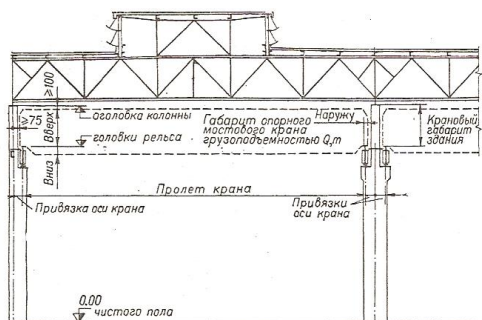 ≥100
оголовка колонны
Габарит опорного
мостового крана
грузоподъемностью Q,т
Наружу
Крановый
габарит
здания
≥75
Вверх
головки рельса
Вниз
Пролет крана
Привязка оси крана
Привязки
оси крана
0.00
чистого пола